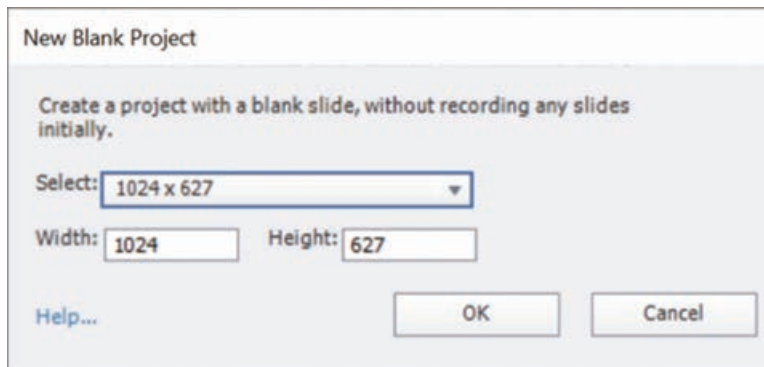 New Blank Project
Create a project with a blank slide, without recording any slides
initially.
Select: 1024 x 627
Width: 1024 Height: 627
Help... OK Cancel